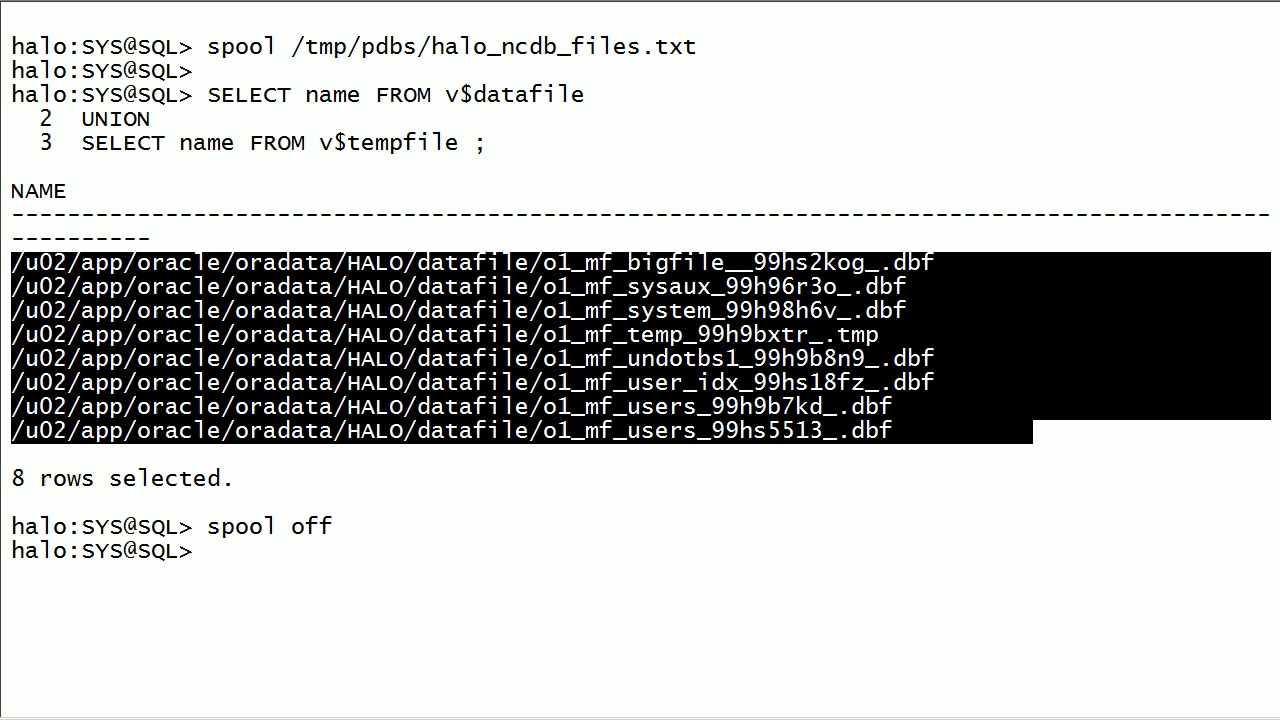 halo:SYS@SQL> spool /tmp/pdbs/halo_ncdb_files.txt
halo:SYS@SQL>
halo:SYS@SQL> SELECT name FROM v$datafile
  2  UNION
  3  SELECT name FROM v$tempfile ;
NAME
------------------------------------------------------------------------------------------
----------
/u02/app/oracle/oradata/HALO/datafile/o1_mf_bigfile__99hs2kog_.dbf
/u02/app/oracle/oradata/HALO/datafile/o1_mf_sysaux_99h96r3o_.dbf
/u02/app/oracle/oradata/HALO/datafile/o1_mf_system_99h98h6v_.dbf
/u02/app/oracle/oradata/HALO/datafile/o1_mf_temp_99h9bxtr_.tmp
/u02/app/oracle/oradata/HALO/datafile/o1_mf_undotbs1_99h9b8n9_.dbf
/u02/app/oracle/oradata/HALO/datafile/o1_mf_user_idx_99hs18fz_.dbf
/u02/app/oracle/oradata/HALO/datafile/o1_mf_users_99h9b7kd_.dbf
/u02/app/oracle/oradata/HALO/datafile/o1_mf_users_99hs5513_.dbf
8 rows selected.
halo:SYS@SQL> spool off
halo:SYS@SQL>